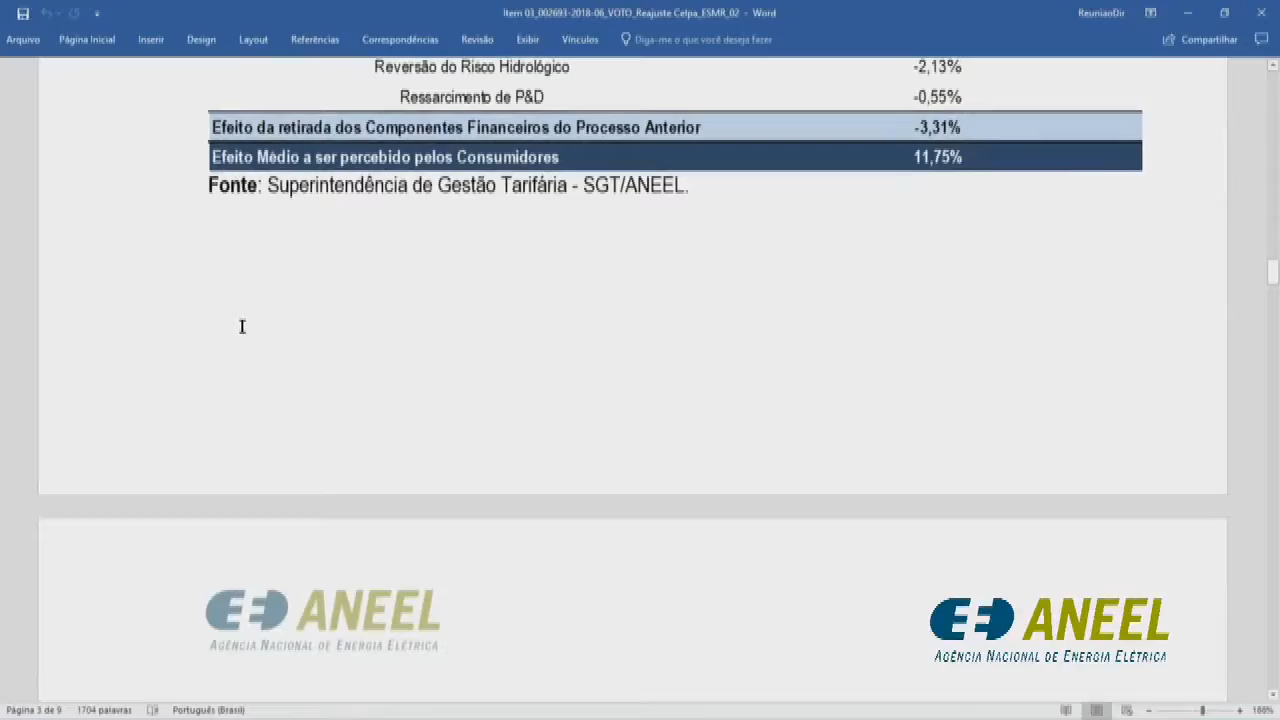 Item 03_002693-2018-06_VOTO_Reajuste Celpa_ESMR_02 - Word
ReuniaoDir
Arquivo Página Inicial Inserir Design Layout Referências Correspondências Revisão Exibir Vínculos Diga-me o que você deseja fazer Compartilhar
Reversão do Risco Hidrológico -2,13%
Ressarcimento de P&D -0,55%
Efeito da retirada dos Componentes Financeiros do Processo Anterior -3,31%
Efeito Médio a ser percebido pelos Consumidores 11,75%
Fonte: Superintendência de Gestão Tarifária - SGT/ANEEL.
ANEEL
AGÊNCIA NACIONAL DE ENERGIA ELÉTRICA
ANEEL
AGÊNCIA NACIONAL DE ENERGIA ELÉTRICA
Página 3 de 9 1704 palavras Português (Brasil)